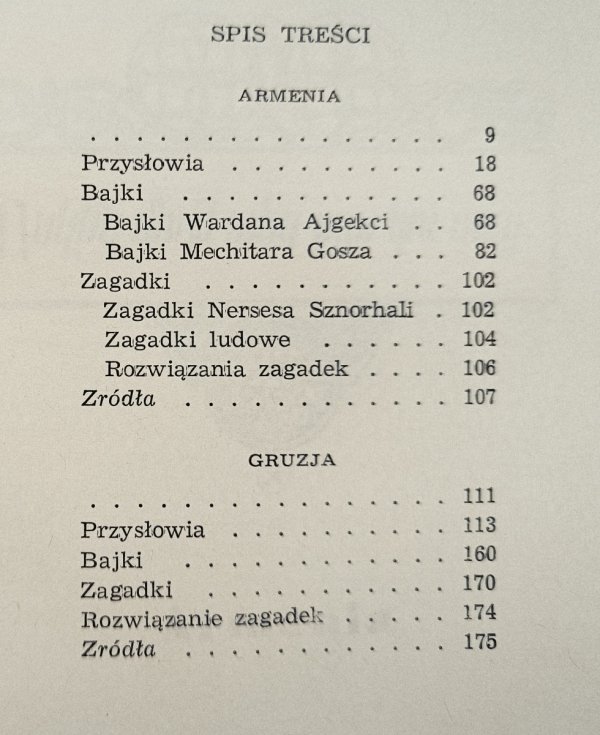 SPIS TREŚCI
ARMENIA
. . . . . . . . . . . . . . . . 9
Przysłowia . . . . . . . . . . 18
Bajki . . . . . . . . . . . . 68
Bajki Wardana Ajgekci . . 68
Bajki Mechitara Gosza . . . 82
Zagadki . . . . . . . . . . . 102
Zagadki Nersesa Sznorhali . 102
Zagadki ludowe . . . . . . 104
Rozwiązania zagadek . . . . 106
Zródła . . . . . . . . . . . . 107
GRUZJA
. . . . . . . . . . . . . . . . 111
Przysłowia . . . . . . . . . . 113
Bajki . . . . . . . . . . . . 160
Zagadki . . . . . . . . . . . 170
Rozwiązanie zagadek . . . . . 174
Zródła . . . . . . . . . . . . 175